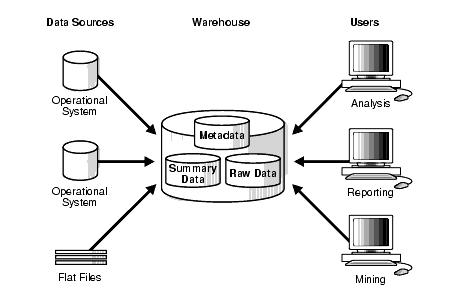 Data Sources
Warehouse
Users
Operational
System
Operational
System
Flat Files
Metadata
Summary
Data
Raw Data
Analysis
Reporting
Mining